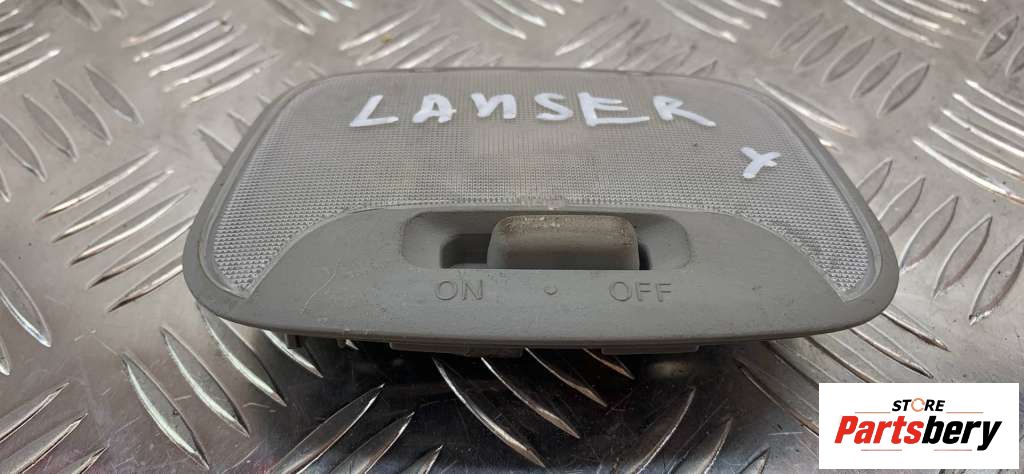 LANSER
X
ON · OFF
STORE
Partsbery